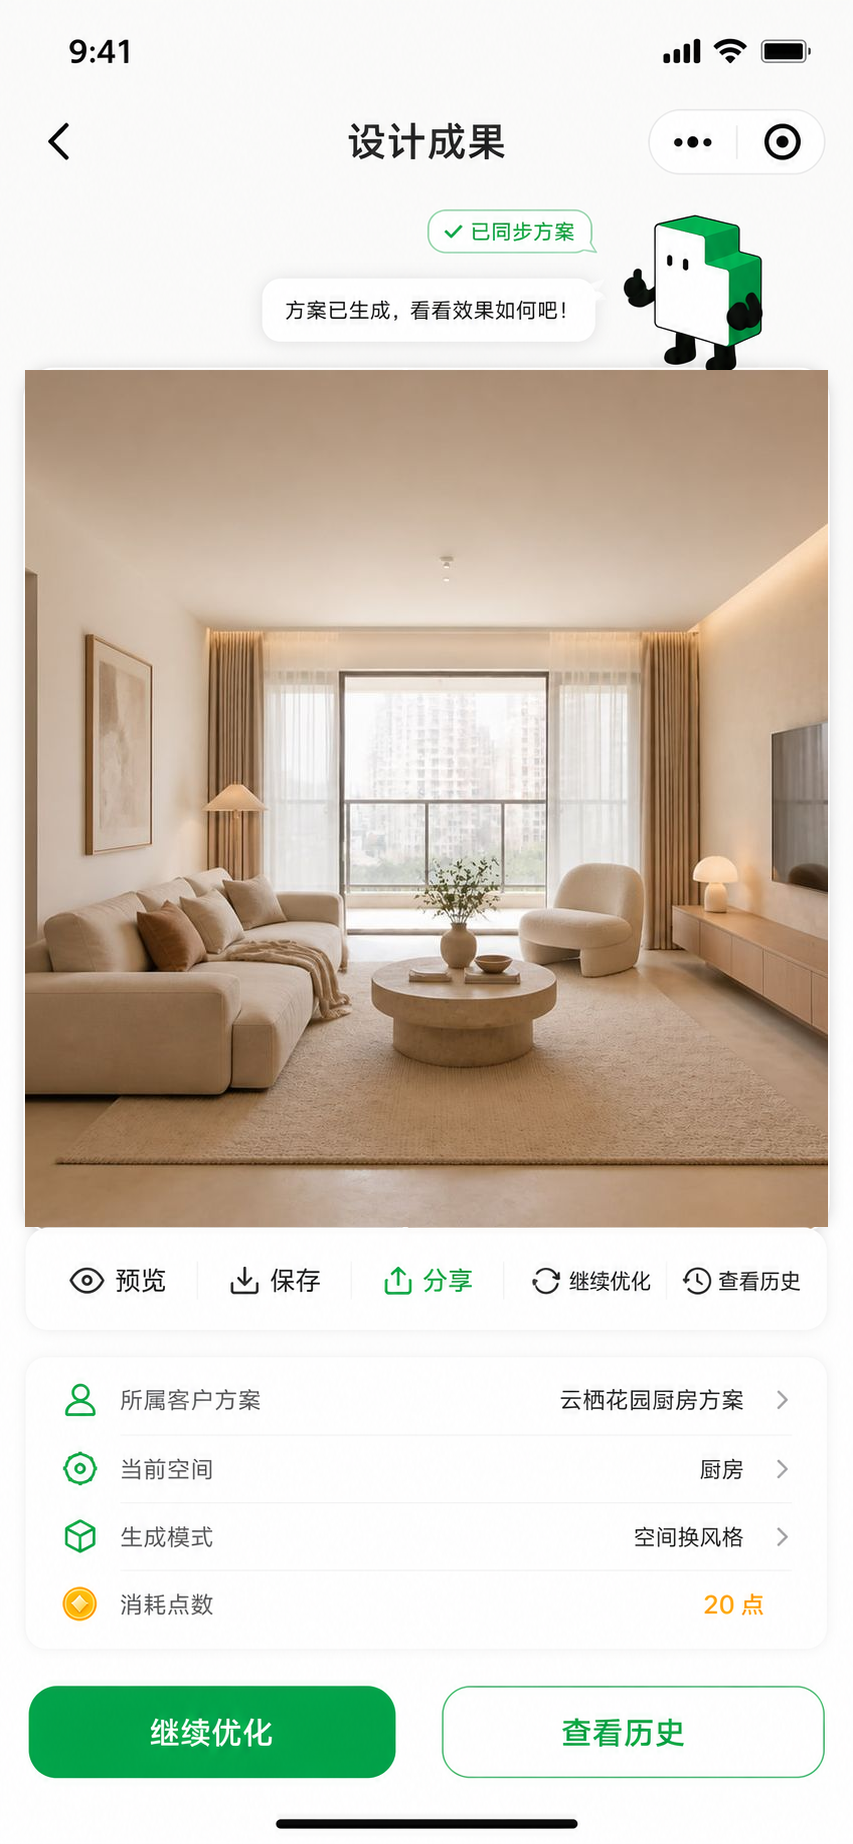 9:41
设计成果
已同步方案
方案已生成，看看效果如何吧！
预览 保存 分享 继续优化 查看历史
所属客户方案 云栖花园厨房方案
当前空间 厨房
生成模式 空间换风格
消耗点数 20 点
继续优化 查看历史